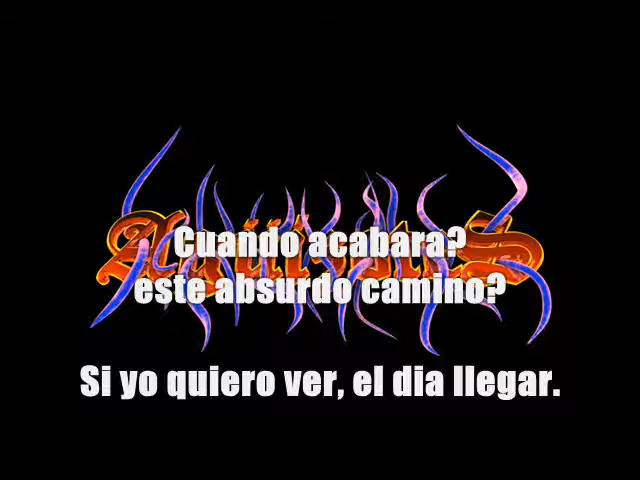 Cuando acabara?
este absurdo camino?
Si yo quiero ver, el dia llegar.